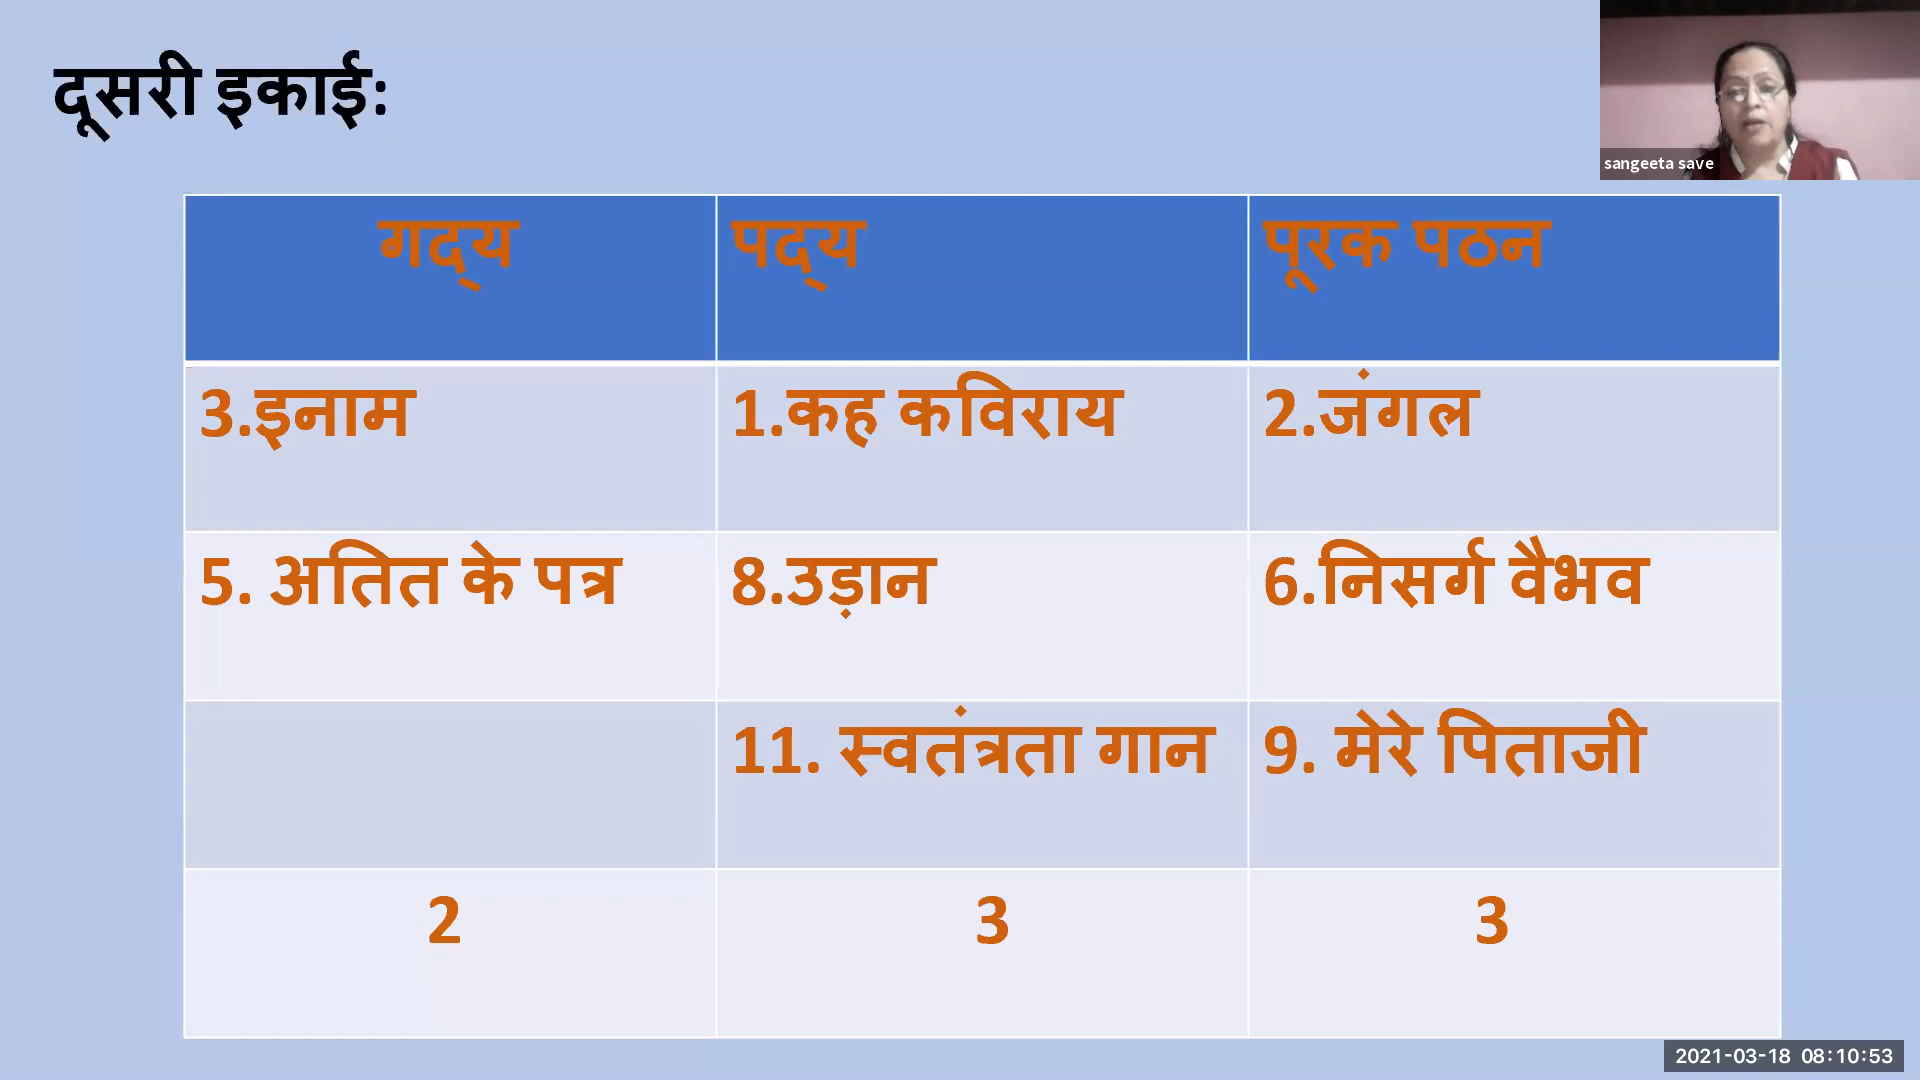 दूसरी इकाई:
sangeeta save
गद्‌य पद्‌य पूरक पठन
3.इनाम 1.कह कविराय 2.जंगल
5. अतित के पत्र 8.उड़ान 6.निसर्ग वैभव
11. स्वतंत्रता गान 9. मेरे पिताजी
2 3 3
2021-03-18 08:10:53